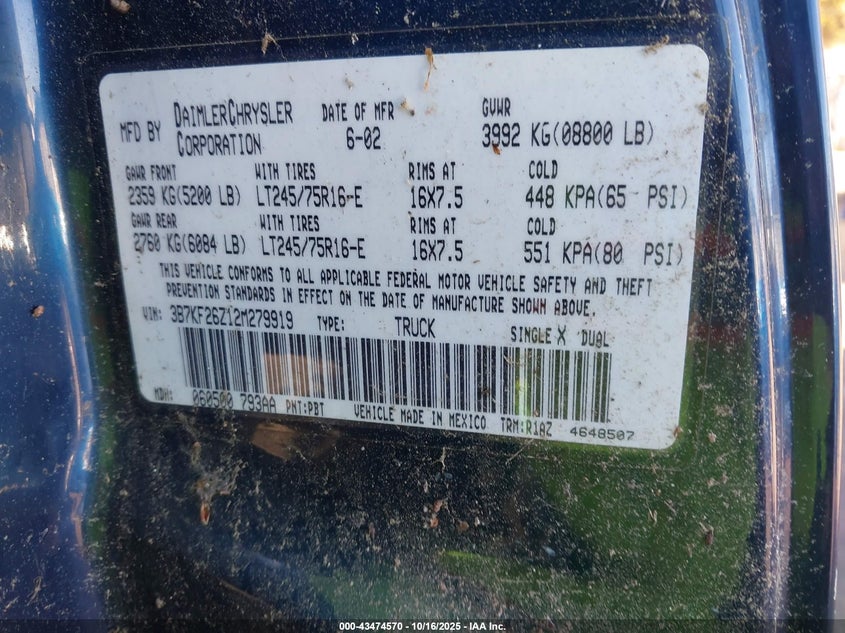 MFD BY DAIMLERCHRYSLER CORPORATION DATE OF MFR 6-02 GVWR 3992 KG(08800 LB)
GAWR FRONT WITH TIRES RIMS AT COLD
2359 KG(5200 LB) LT245/75R16-E 16X7.5 448 KPA(65 PSI)
GAWR REAR WITH TIRES RIMS AT COLD
2760 KG(6084 LB) LT245/75R16-E 16X7.5 551 KPA(80 PSI)
THIS VEHICLE CONFORMS TO ALL APPLICABLE FEDERAL MOTOR VEHICLE SAFETY AND THEFT
PREVENTION STANDARDS IN EFFECT ON THE DATE OF MANUFACTURE SHOWN ABOVE.
VIN: 3B7KF26Z12M279919 TYPE: TRUCK SINGLE X DUAL
MDH: 060500 793AA PNT:PBT VEHICLE MADE IN MEXICO TRM:R1AZ 4648507
000-43474570 | 10/16/2025 | IAA Inc.